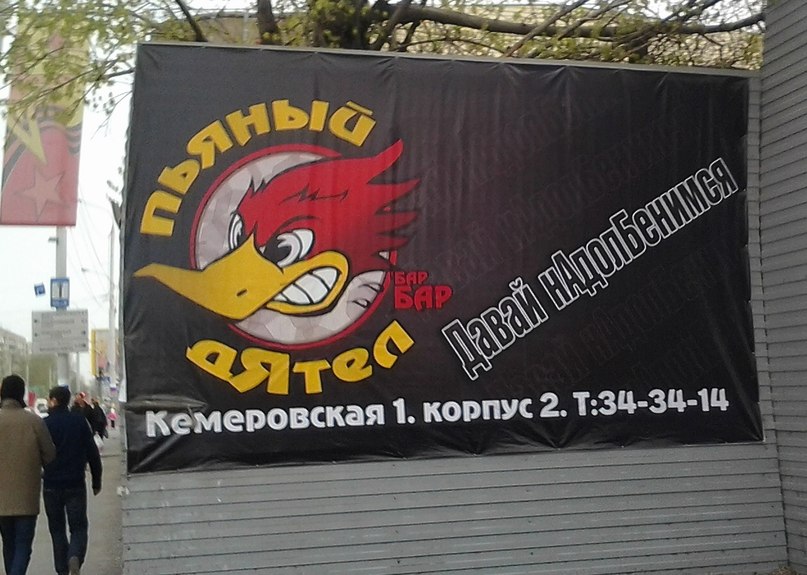 пьяный
дятел
БАР
БАР
Давай нАдолБенимся
Кемеровская 1. корпус 2. Т:34-34-14